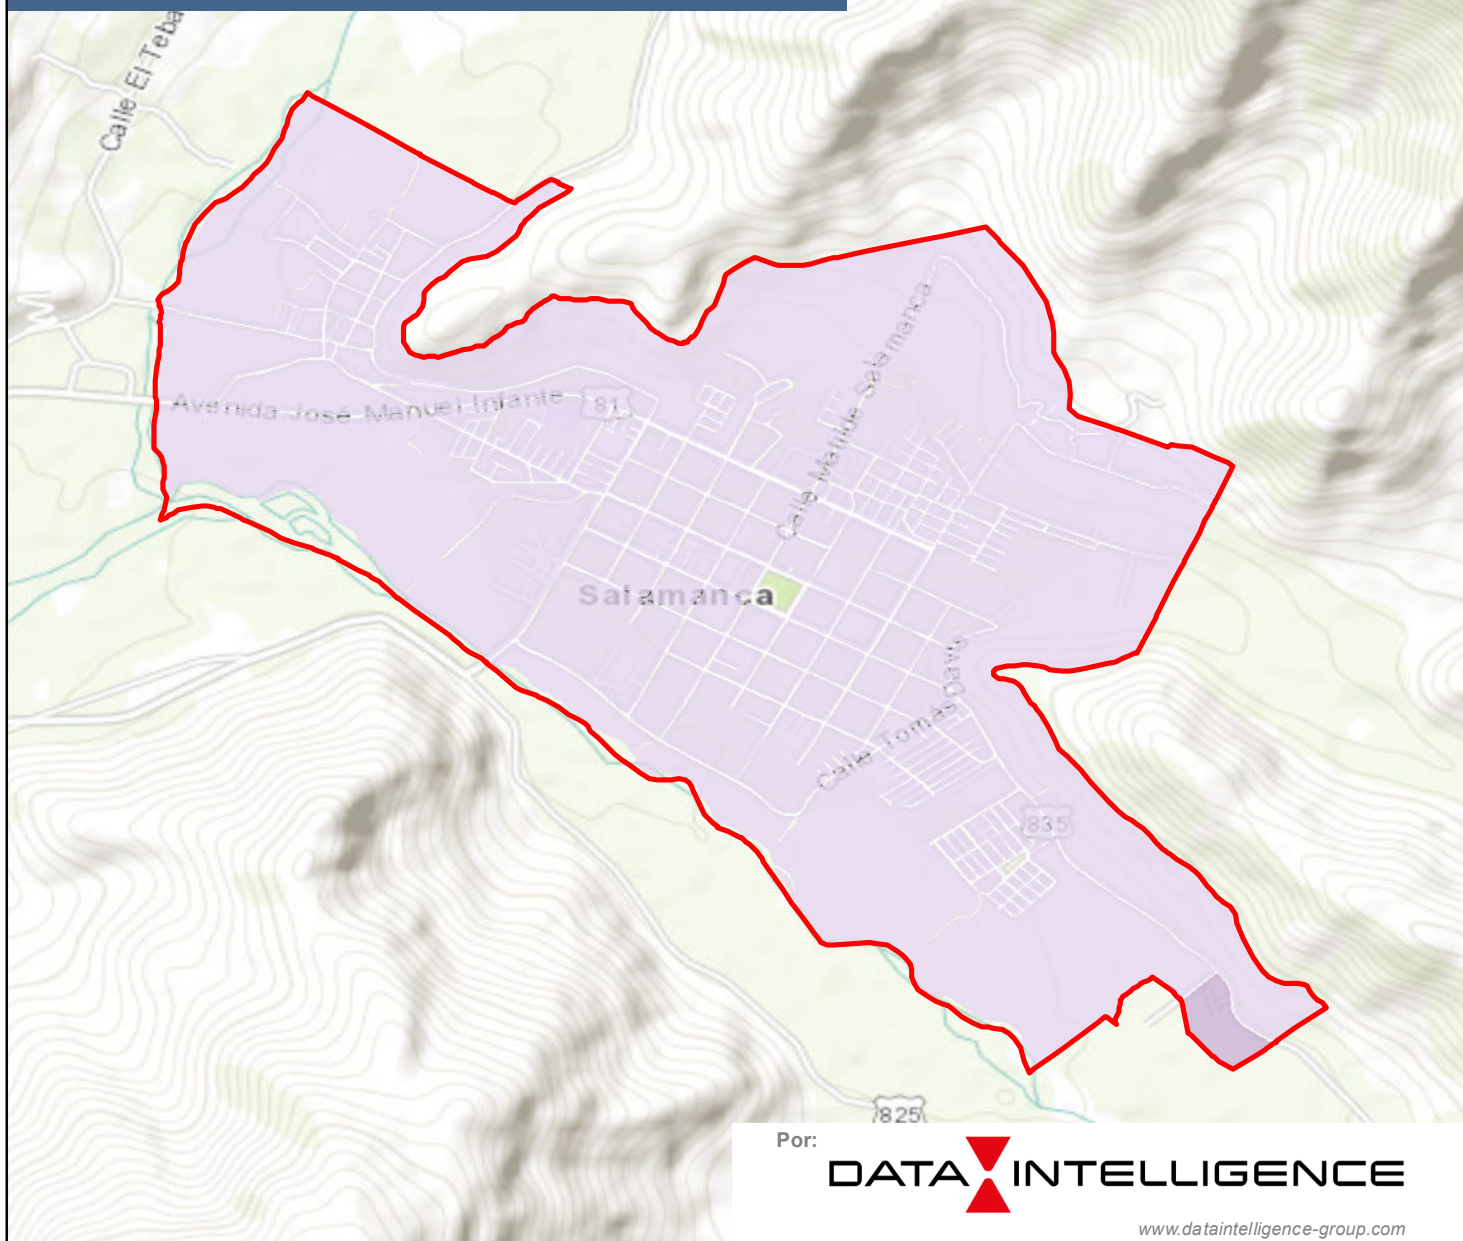 Calle El Teba
Calle Matilde Salamanca
Avenida José Manuel Infante
81
Salamanca
Calle Tomás Davis
835
825
Por:
DATA INTELLIGENCE
www.dataintelligence-group.com